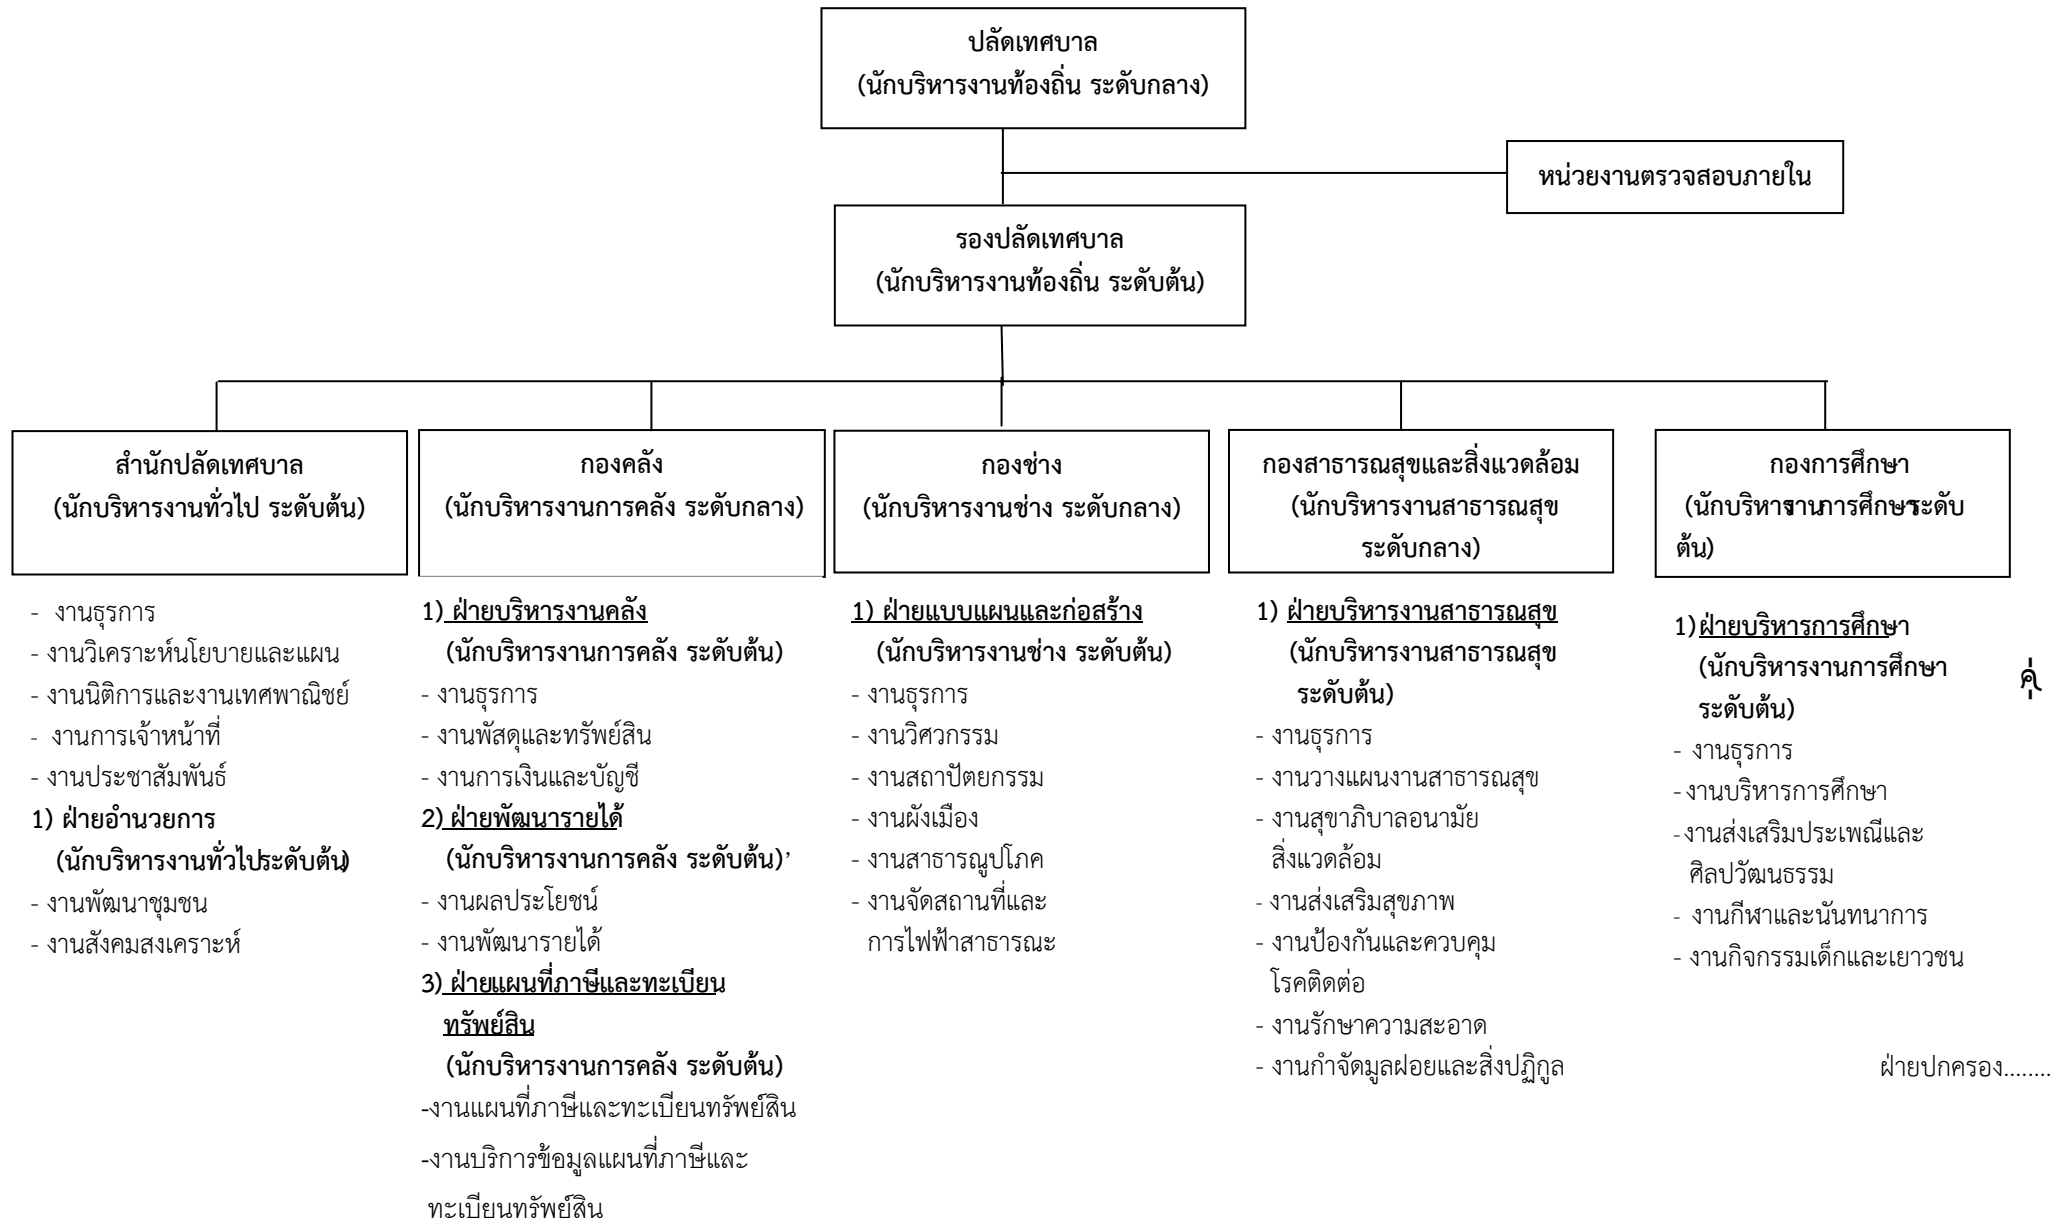 ปลัดเทศบาล
(นักบริหารงานท้องถิ่น ระดับกลาง)
หน่วยงานตรวจสอบภายใน
รองปลัดเทศบาล
(นักบริหารงานท้องถิ่น ระดับต้น)
สำนักปลัดเทศบาล
(นักบริหารงานทั่วไป ระดับต้น)
กองคลัง
(นักบริหารงานการคลัง ระดับกลาง)
กองช่าง
(นักบริหารงานช่าง ระดับกลาง)
กองสาธารณสุขและสิ่งแวดล้อม
(นักบริหารงานสาธารณสุข
ระดับกลาง)
กองการศึกษา
(นักบริหารงานการศึกษา ระดับ
ต้น)
- งานธุรการ
- งานวิเคราะห์นโยบายและแผน
- งานนิติการและงานเทศพาณิชย์
- งานการเจ้าหน้าที่
- งานประชาสัมพันธ์
1) ฝ่ายอำนวยการ
(นักบริหารงานทั่วไประดับต้น)
- งานพัฒนาชุมชน
- งานสังคมสงเคราะห์
1) ฝ่ายบริหารงานคลัง
(นักบริหารงานการคลัง ระดับต้น)
- งานธุรการ
- งานพัสดุและทรัพย์สิน
- งานการเงินและบัญชี
2) ฝ่ายพัฒนารายได้
(นักบริหารงานการคลัง ระดับต้น)’
- งานผลประโยชน์
- งานพัฒนารายได้
3) ฝ่ายแผนที่ภาษีและทะเบียน
ทรัพย์สิน
(นักบริหารงานการคลัง ระดับต้น)
-งานแผนที่ภาษีและทะเบียนทรัพย์สิน
-งานบริการข้อมูลแผนที่ภาษีและ
ทะเบียนทรัพย์สิน
1) ฝ่ายแบบแผนและก่อสร้าง
(นักบริหารงานช่าง ระดับต้น)
- งานธุรการ
- งานวิศวกรรม
- งานสถาปัตยกรรม
- งานผังเมือง
- งานสาธารณูปโภค
- งานจัดสถานที่และ
การไฟฟ้าสาธารณะ
1) ฝ่ายบริหารงานสาธารณสุข
(นักบริหารงานสาธารณสุข
ระดับต้น)
- งานธุรการ
- งานวางแผนงานสาธารณสุข
- งานสุขาภิบาลอนามัย
สิ่งแวดล้อม
- งานส่งเสริมสุขภาพ
- งานป้องกันและควบคุม
โรคติดต่อ
- งานรักษาความสะอาด
- งานกำจัดมูลฝอยและสิ่งปฏิกูล
1) ฝ่ายบริหารการศึกษา
(นักบริหารงานการศึกษา
ระดับต้น)
- งานธุรการ
- งานบริหารการศึกษา
- งานส่งเสริมประเพณีและ
ศิลปวัฒนธรรม
- งานกีฬาและนันทนาการ
- งานกิจกรรมเด็กและเยาวชน
ฝ่ายปกครอง........